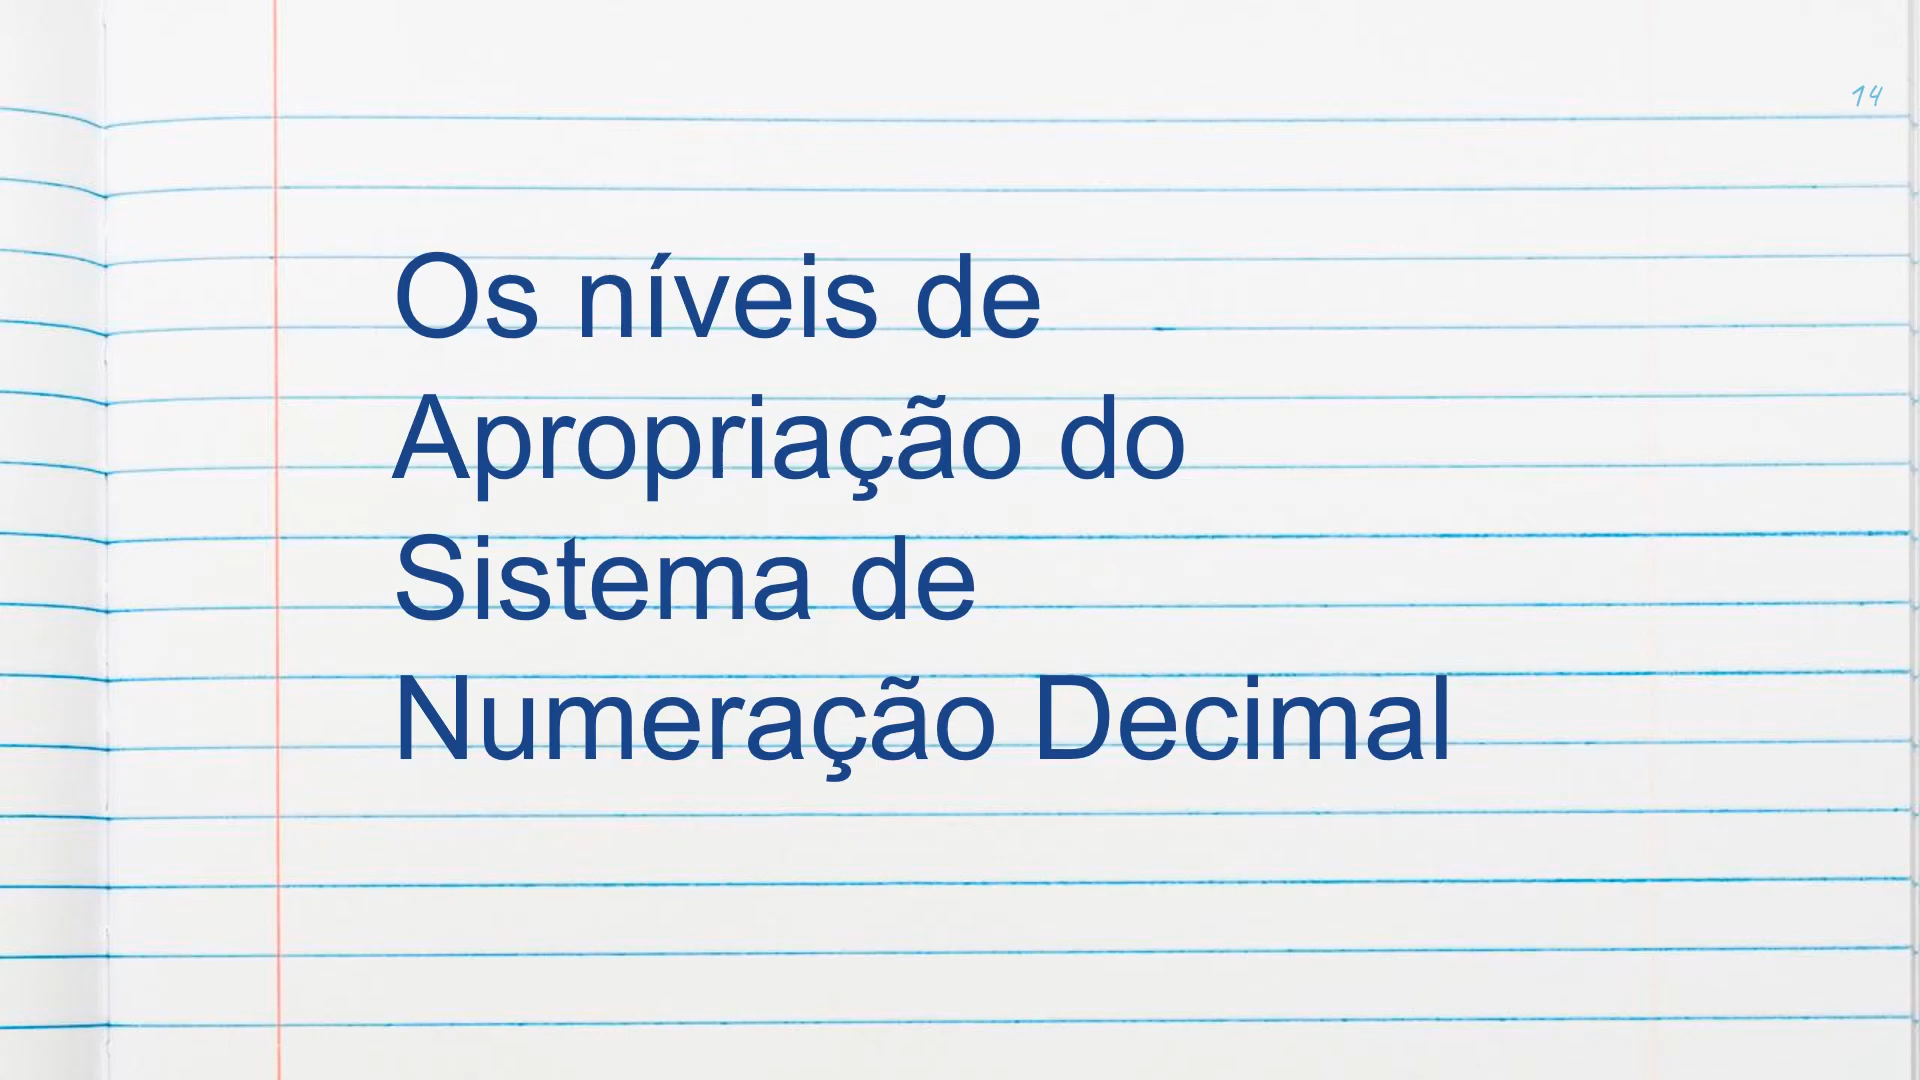 14
Os níveis de
Apropriação do
Sistema de
Numeração Decimal